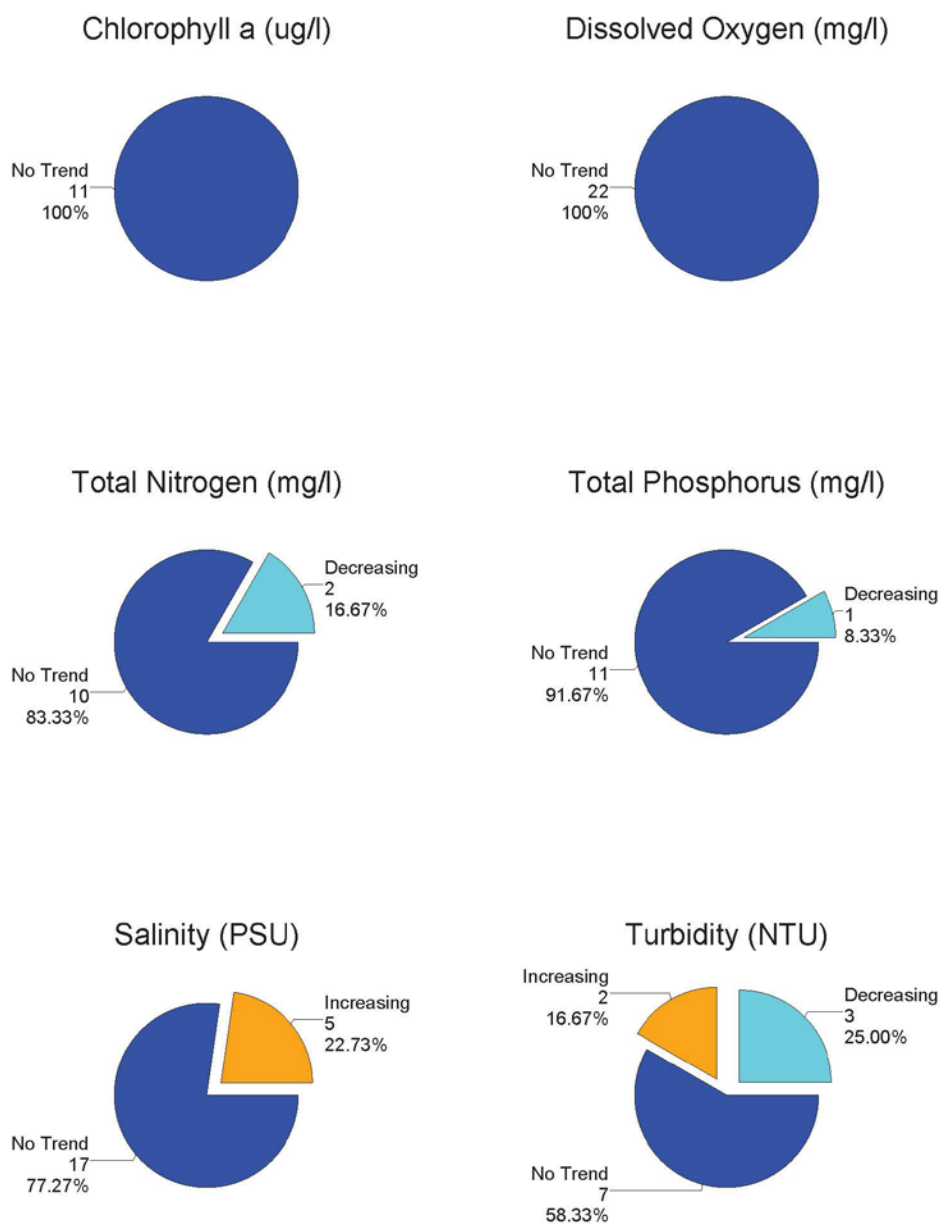 Chlorophyll a (ug/l)
No Trend
11
100%
Dissolved Oxygen (mg/l)
No Trend
22
100%
Total Nitrogen (mg/l)
Decreasing
2
16.67%
No Trend
10
83.33%
Total Phosphorus (mg/l)
Decreasing
1
8.33%
No Trend
11
91.67%
Salinity (PSU)
Increasing
5
22.73%
No Trend
17
77.27%
Turbidity (NTU)
Increasing
2
16.67%
Decreasing
3
25.00%
No Trend
7
58.33%